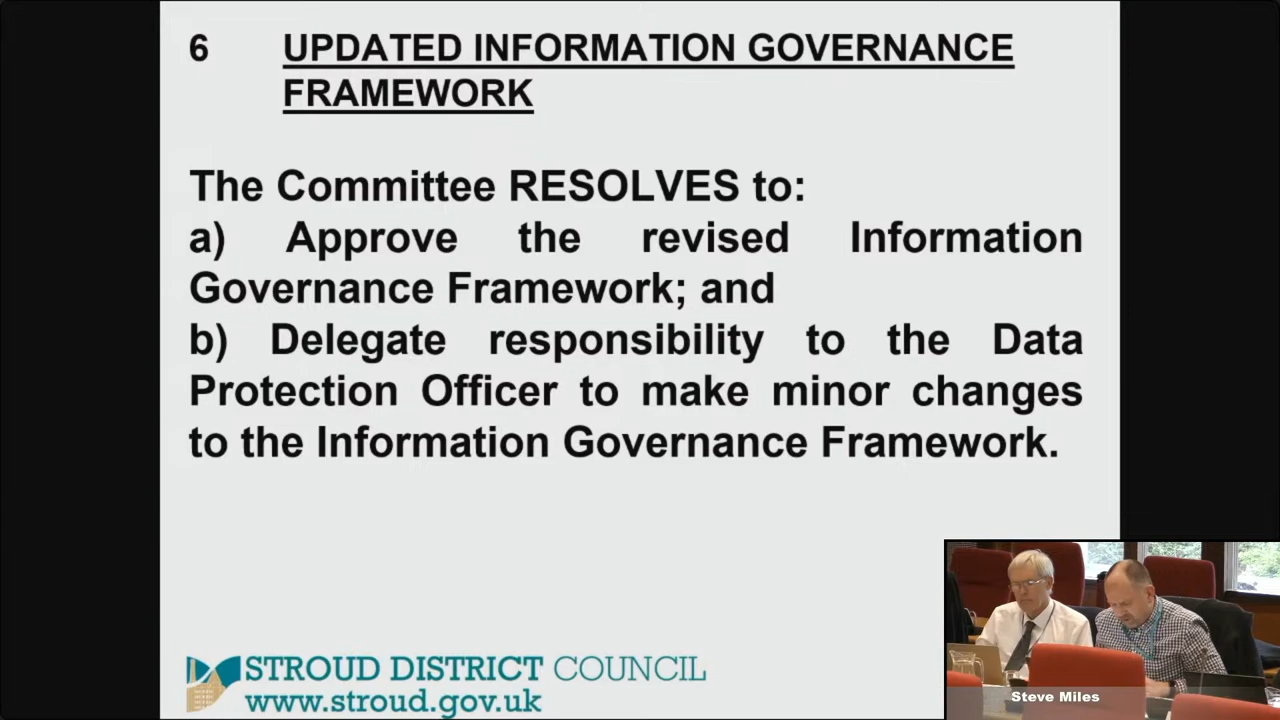 6 UPDATED INFORMATION GOVERNANCE
FRAMEWORK
The Committee RESOLVES to:
a) Approve the revised Information
Governance Framework; and
b) Delegate responsibility to the Data
Protection Officer to make minor changes
to the Information Governance Framework.
STROUD DISTRICT COUNCIL
www.stroud.gov.uk
Steve Miles